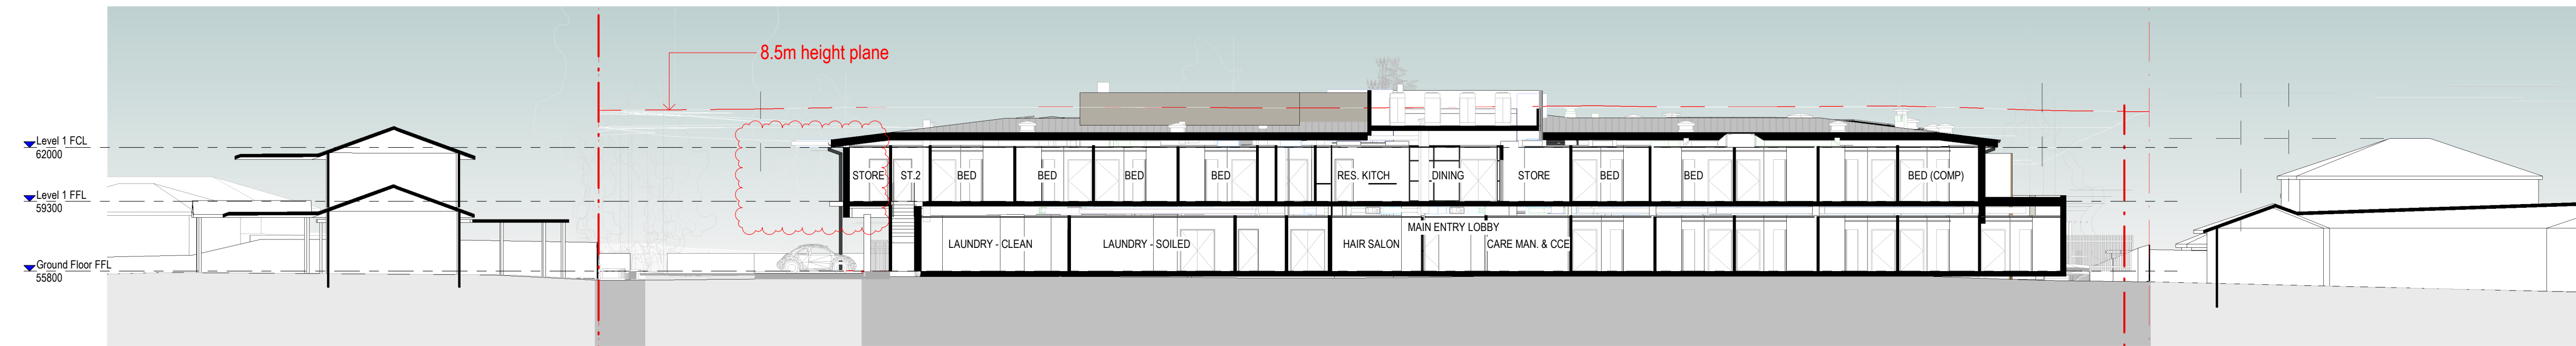 8.5m height plane
Level 1 FCL
62000
STORE ST.2 BED BED BED BED RES. KITCH DINING STORE BED BED BED (COMP)
Level 1 FFL
59300
MAIN ENTRY LOBBY
LAUNDRY - CLEAN LAUNDRY - SOILED HAIR SALON CARE MAN. & CCE
Ground Floor FFL
55800